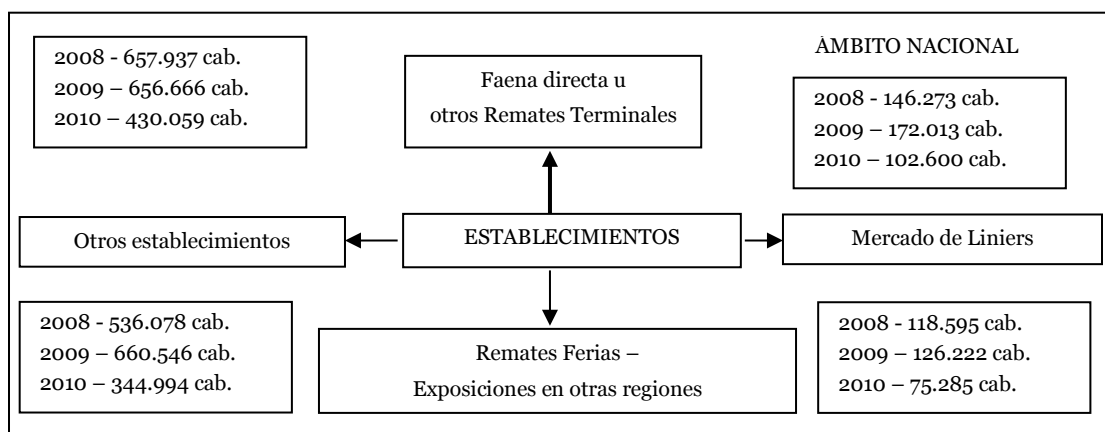 2008 - 657.937 cab.
2009 – 656.666 cab.
2010 – 430.059 cab.
Faena directa u
otros Remates Terminales
ÁMBITO NACIONAL
2008 - 146.273 cab.
2009 – 172.013 cab.
2010 – 102.600 cab.
Otros establecimientos
ESTABLECIMIENTOS
Mercado de Liniers
2008 - 536.078 cab.
2009 – 660.546 cab.
2010 – 344.994 cab.
Remates Ferias –
Exposiciones en otras regiones
2008 - 118.595 cab.
2009 – 126.222 cab.
2010 – 75.285 cab.